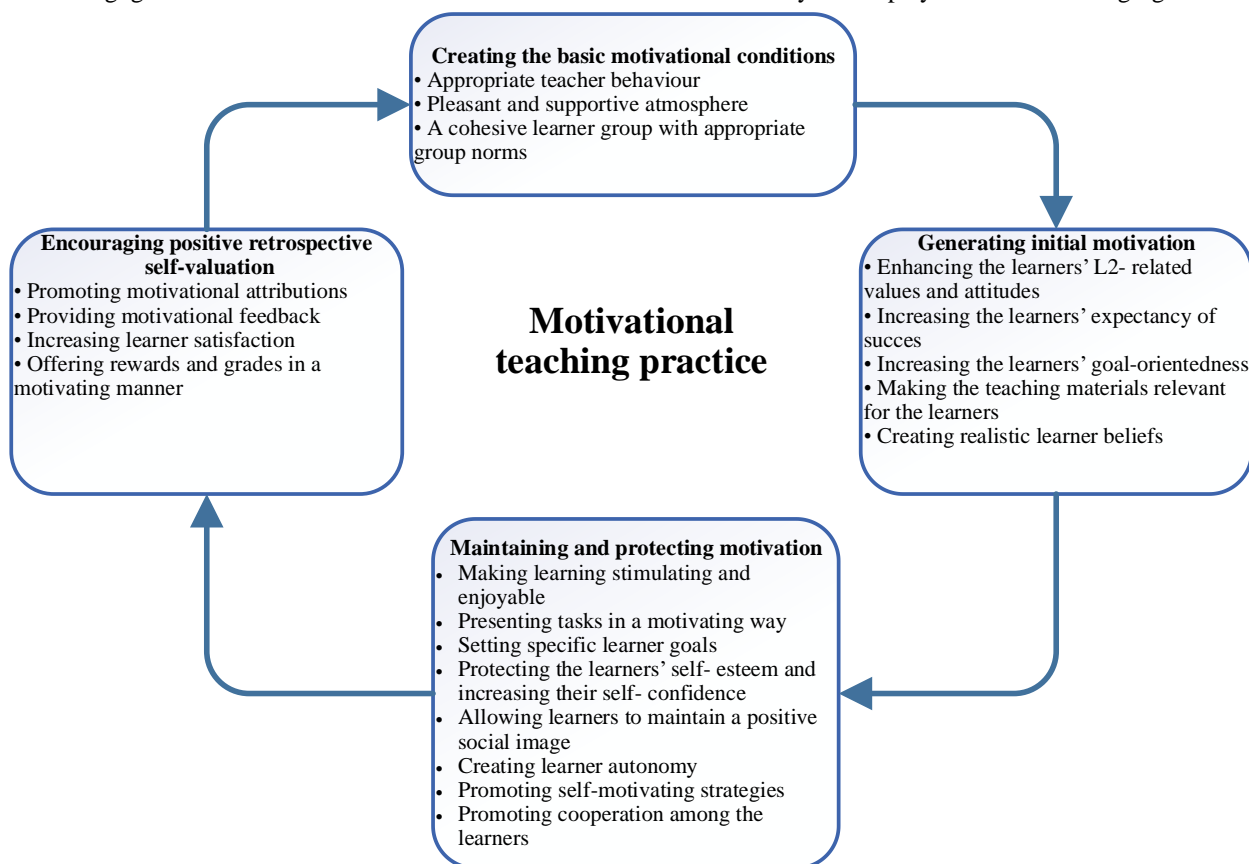 Creating the basic motivational conditions
• Appropriate teacher behaviour
• Pleasant and supportive atmosphere
• A cohesive learner group with appropriate
group norms
Generating initial motivation
• Enhancing the learners’ L2- related
values and attitudes
• Increasing the learners’ expectancy of
succes
• Increasing the learners’ goal-orientedness
• Making the teaching materials relevant
for the learners
• Creating realistic learner beliefs
Encouraging positive retrospective
self-valuation
• Promoting motivational attributions
• Providing motivational feedback
• Increasing learner satisfaction
• Offering rewards and grades in a
motivating manner
Motivational
teaching practice
Maintaining and protecting motivation
• Making learning stimulating and
enjoyable
• Presenting tasks in a motivating way
• Setting specific learner goals
• Protecting the learners’ self- esteem and
increasing their self- confidence
• Allowing learners to maintain a positive
social image
• Creating learner autonomy
• Promoting self-motivating strategies
• Promoting cooperation among the
learners